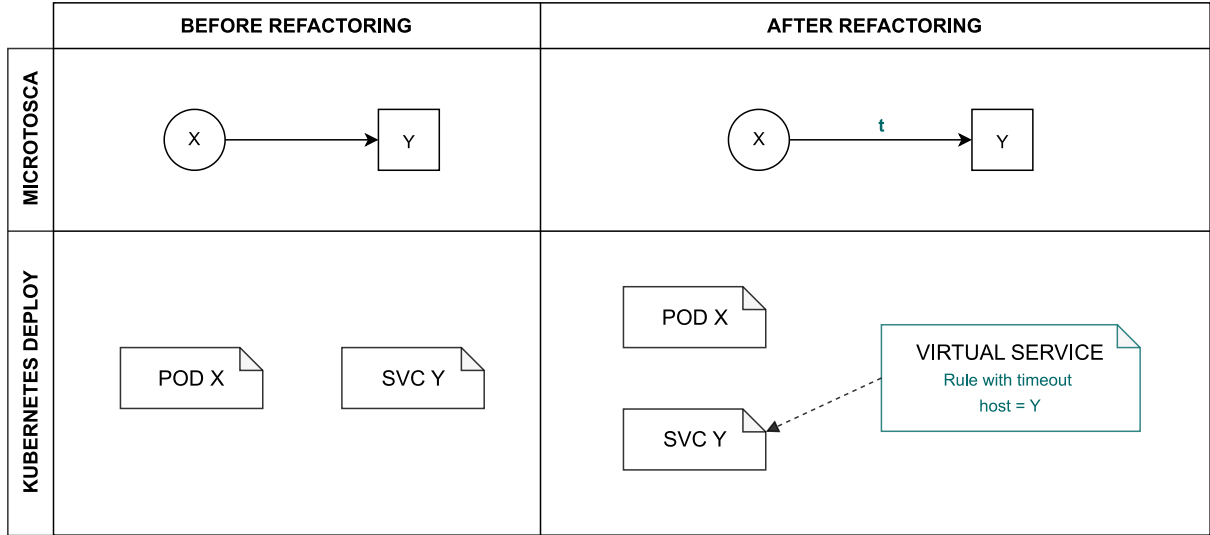 BEFORE REFACTORING
AFTER REFACTORING
MICROTOSCA
X
Y
X
t
Y
KUBERNETES DEPLOY
POD X
SVC Y
POD X
SVC Y
VIRTUAL SERVICE
Rule with timeout
host = Y